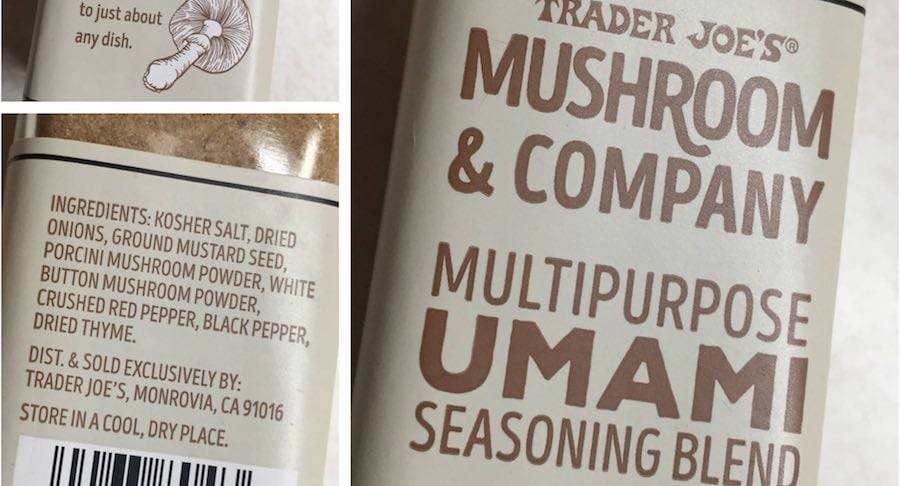 to just about
any dish.
INGREDIENTS: KOSHER SALT, DRIED
ONIONS, GROUND MUSTARD SEED,
PORCINI MUSHROOM POWDER, WHITE
BUTTON MUSHROOM POWDER,
CRUSHED RED PEPPER, BLACK PEPPER,
DRIED THYME.
DIST. & SOLD EXCLUSIVELY BY:
TRADER JOE'S, MONROVIA, CA 91016
STORE IN A COOL, DRY PLACE.
TRADER JOE'S®
MUSHROOM
& COMPANY
MULTIPURPOSE
UMAMI
SEASONING BLEND